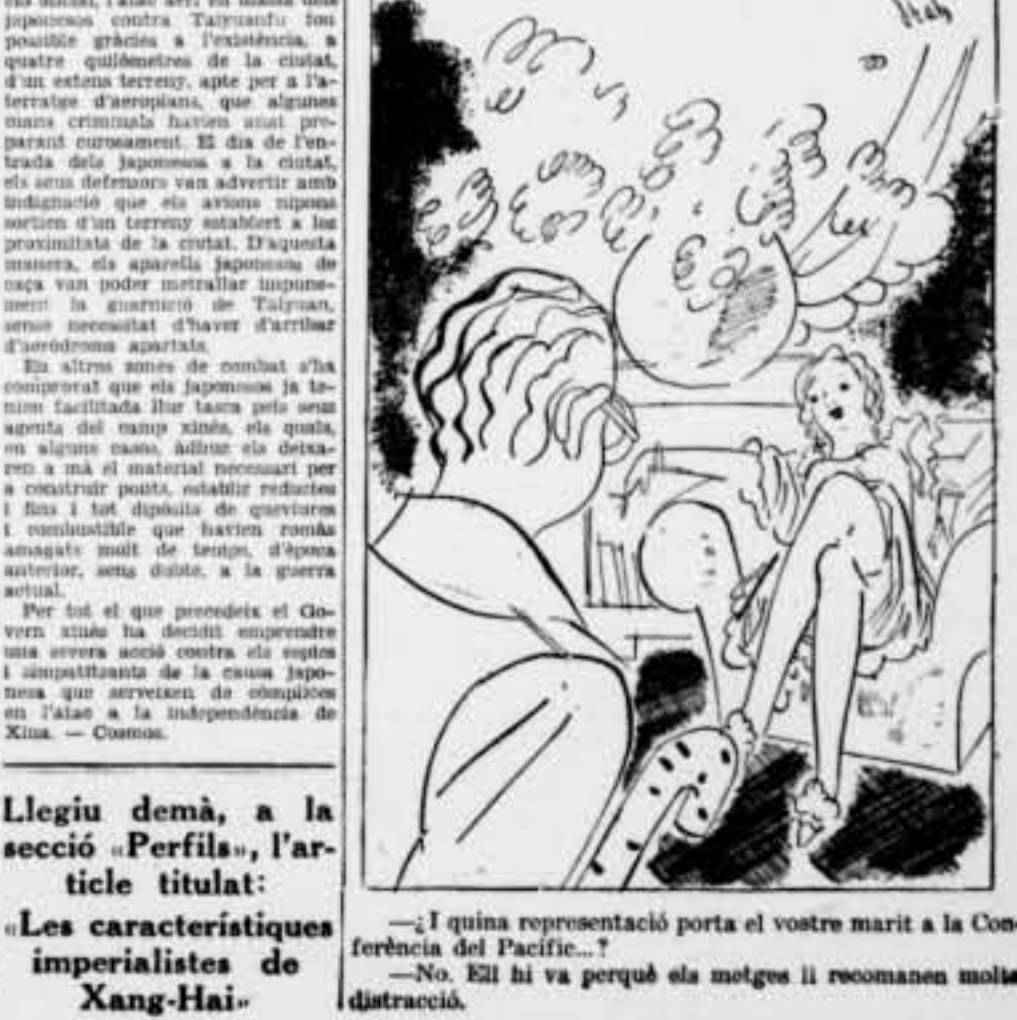 japonesos contra Taiyuanfu fou
possible gràcies a l'existència, a
quatre quilòmetres de la ciutat,
d'un extens terreny, apte per a l'a-
terratge d'aeroplans, que algunes
mans criminals havien anat pre-
parant curosament. El dia de l'en-
trada dels japonesos a la ciutat,
els seus defensors van advertir amb
indignació que els avions nipons
sortien d'un terreny establert a les
proximitats de la ciutat. D'aquesta
manera, els aparells japonesos de
caça van poder metrallar impune-
ment la guarnició de Taiyuan,
sense necessitat d'haver d'arribar
d'aeròdroms apartats.
En altres zones de combat s'ha
comprovat que els japonesos ja te-
nien facilitada llur tasca pels seus
agents del camp xinès, els quals,
en alguns casos, àdhuc els deixa-
ren a mà el material necessari per
a construir ponts, establir reductes
i fins i tot dipòsits de queviures
i combustible que havien romàs
amagats molt de temps, d'època
anterior, sens dubte, a la guerra
actual.
Per tot el que precedeix el Go-
vern xinès ha decidit emprendre
una severa acció contra els espies
i simpatitzants de la causa japo-
nesa que serveixen de còmplices
en l'atac a la independència de
Xina. — Cosmos.
Llegiu demà, a la
secció «Perfils», l'ar-
ticle titulat:
«Les característiques
imperialistes de
Xang-Hai»
—¿I quina representació porta el vostre marit a la Con-
ferència del Pacífic...?
—No. Ell hi va perquè els metges li recomanen molta
distracció.